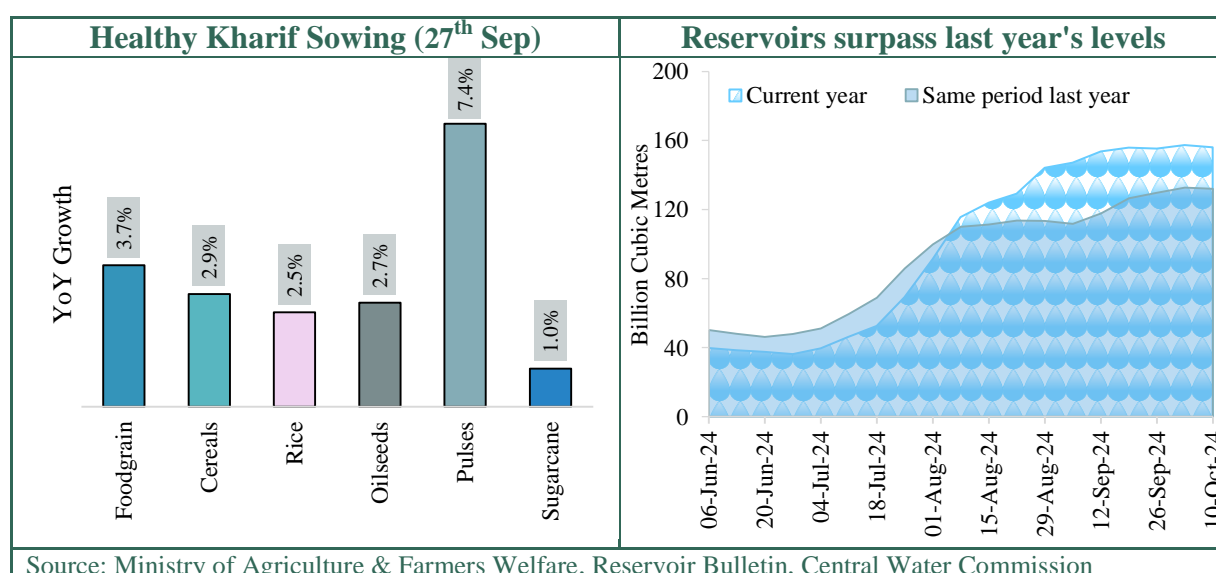 Healthy Kharif Sowing (27th Sep)
YoY Growth
3.7%
2.9%
2.5%
2.7%
7.4%
1.0%
Foodgrain
Cereals
Rice
Oilseeds
Pulses
Sugarcane
Reservoirs surpass last year's levels
Current year
Same period last year
Billion Cubic Metres
200
160
120
80
40
0
06-Jun-24
20-Jun-24
04-Jul-24
18-Jul-24
01-Aug-24
15-Aug-24
29-Aug-24
12-Sep-24
26-Sep-24
10-Oct-24
Source: Ministry of Agriculture & Farmers Welfare, Reservoir Bulletin, Central Water Commission